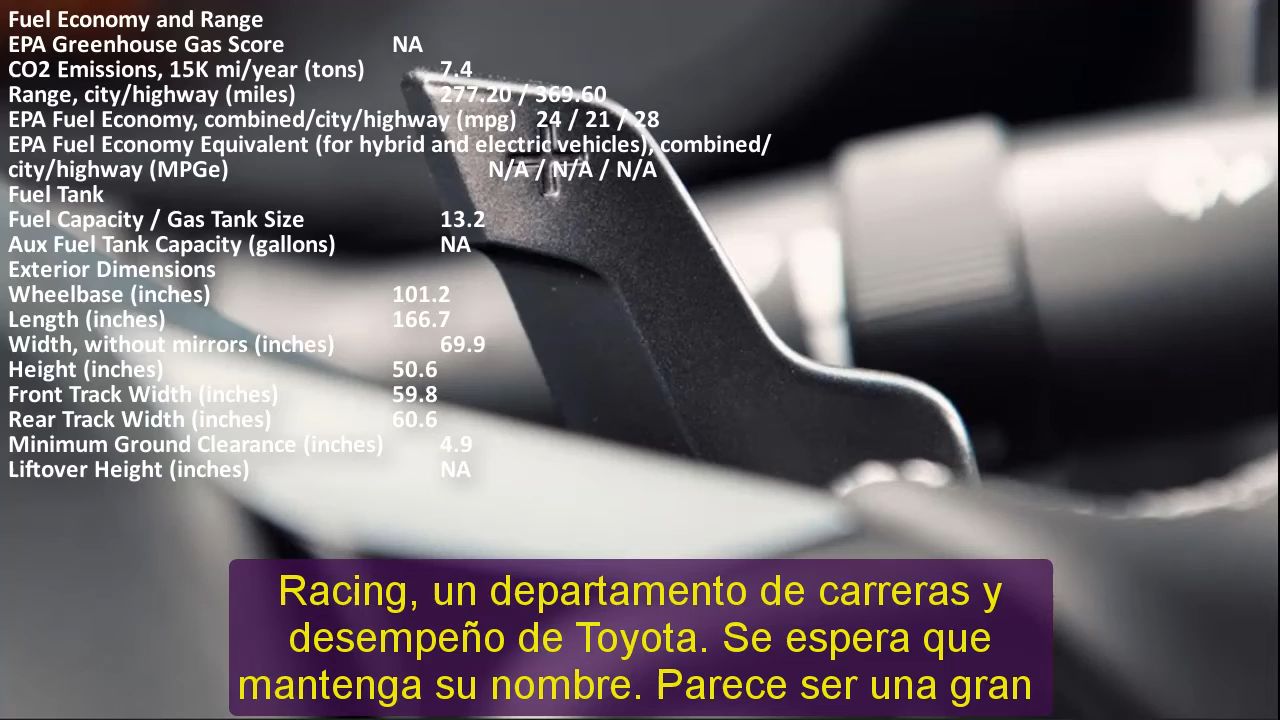 Fuel Economy and Range
EPA Greenhouse Gas Score NA
CO2 Emissions, 15K mi/year (tons) 7.4
Range, city/highway (miles) 277.20 / 369.60
EPA Fuel Economy, combined/city/highway (mpg) 24 / 21 / 28
EPA Fuel Economy Equivalent (for hybrid and electric vehicles), combined/
city/highway (MPGe) N/A / N/A / N/A
Fuel Tank
Fuel Capacity / Gas Tank Size 13.2
Aux Fuel Tank Capacity (gallons) NA
Exterior Dimensions
Wheelbase (inches) 101.2
Length (inches) 166.7
Width, without mirrors (inches) 69.9
Height (inches) 50.6
Front Track Width (inches) 59.8
Rear Track Width (inches) 60.6
Minimum Ground Clearance (inches) 4.9
Liftover Height (inches) NA
Racing, un departamento de carreras y
desempeño de Toyota. Se espera que
mantenga su nombre. Parece ser una gran